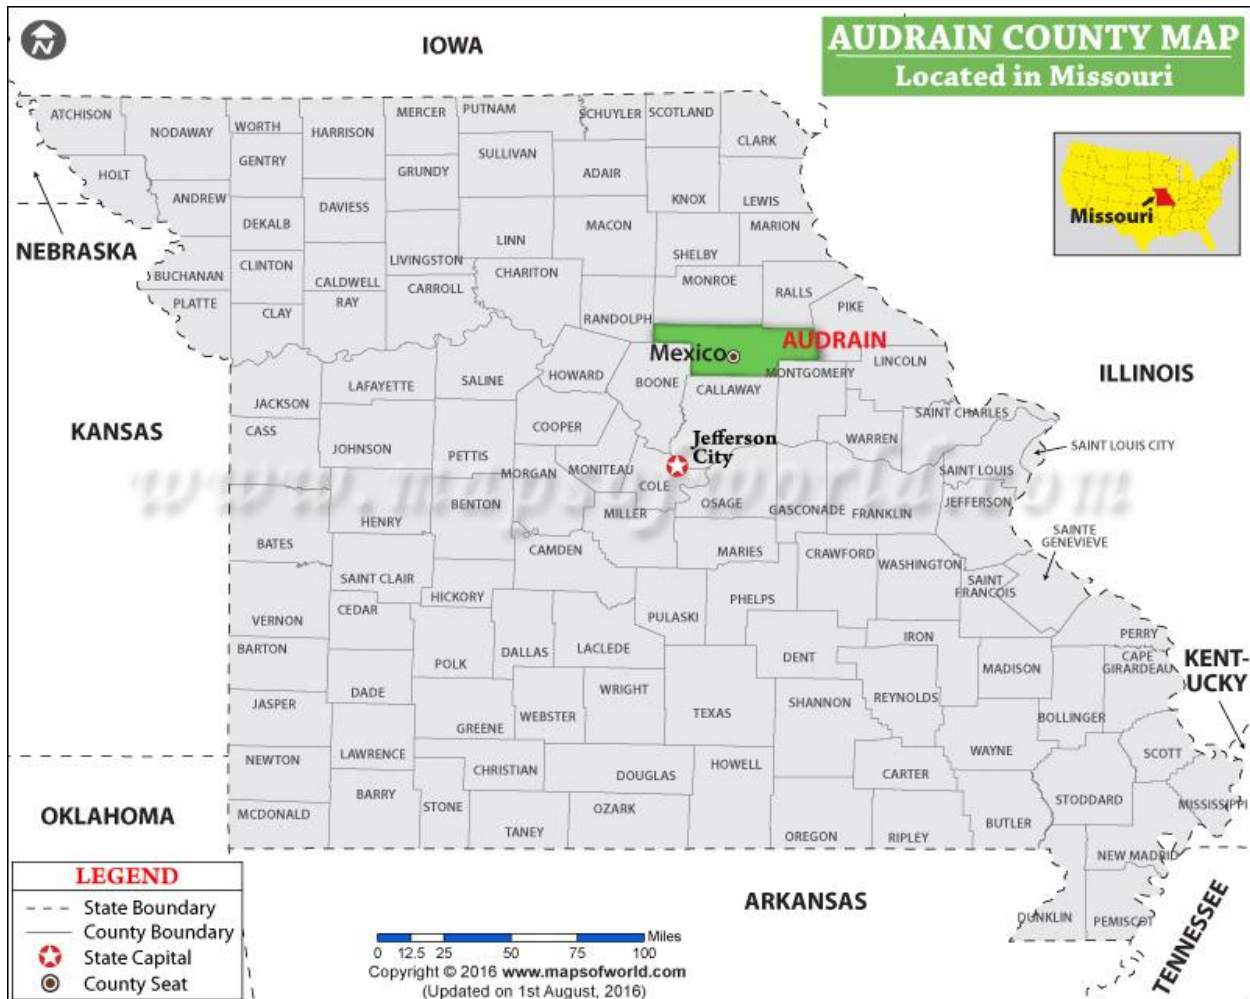 N
IOWA
AUDRAIN COUNTY MAP
Located in Missouri
ATCHISON
NODAWAY
WORTH
HARRISON
MERCER
PUTNAM
SCHUYLER
SCOTLAND
CLARK
GENTRY
SULLIVAN
HOLT
GRUNDY
ADAIR
ANDREW
DAVIESS
KNOX
LEWIS
Missouri
DEKALB
MACON
MARION
NEBRASKA
LINN
SHELBY
BUCHANAN
CLINTON
LIVINGSTON
CHARITON
CALDWELL
CARROLL
MONROE
RALLS
PLATTE
CLAY
RAY
RANDOLPH
PIKE
AUDRAIN
Mexico
LINCOLN
HOWARD
BOONE
MONTGOMERY
ILLINOIS
LAFAYETTE
SALINE
CALLAWAY
JACKSON
SAINT CHARLES
KANSAS
CASS
COOPER
Jefferson
City
WARREN
SAINT LOUIS CITY
JOHNSON
PETTIS
MORGAN
MONITEAU
SAINT LOUIS
www.mapsofworld.com
COLE
BENTON
MILLER
OSAGE
GASCONADE
FRANKLIN
JEFFERSON
HENRY
SAINTE
GENEVIEVE
BATES
CAMDEN
MARIES
CRAWFORD
WASHINGTON
SAINT CLAIR
SAINT
FRANCOIS
HICKORY
PHELPS
VERNON
CEDAR
PULASKI
IRON
PERRY
BARTON
DALLAS
LACLEDE
DENT
CAPE
GIRARDEAU
POLK
MADISON
KENT-
UCKY
DADE
WRIGHT
JASPER
REYNOLDS
SHANNON
WEBSTER
TEXAS
BOLLINGER
GREENE
NEWTON
LAWRENCE
WAYNE
SCOTT
CHRISTIAN
DOUGLAS
HOWELL
CARTER
BARRY
STONE
OZARK
STODDARD
MISSISSIPPI
OKLAHOMA
MCDONALD
TANEY
OREGON
RIPLEY
BUTLER
NEW MADRID
LEGEND
State Boundary
County Boundary
State Capital
County Seat
ARKANSAS
DUNKLIN
PEMISCOT
TENNESSEE
Miles
0 12.5 25 50 75 100
Copyright © 2016 www.mapsofworld.com
(Updated on 1st August, 2016)